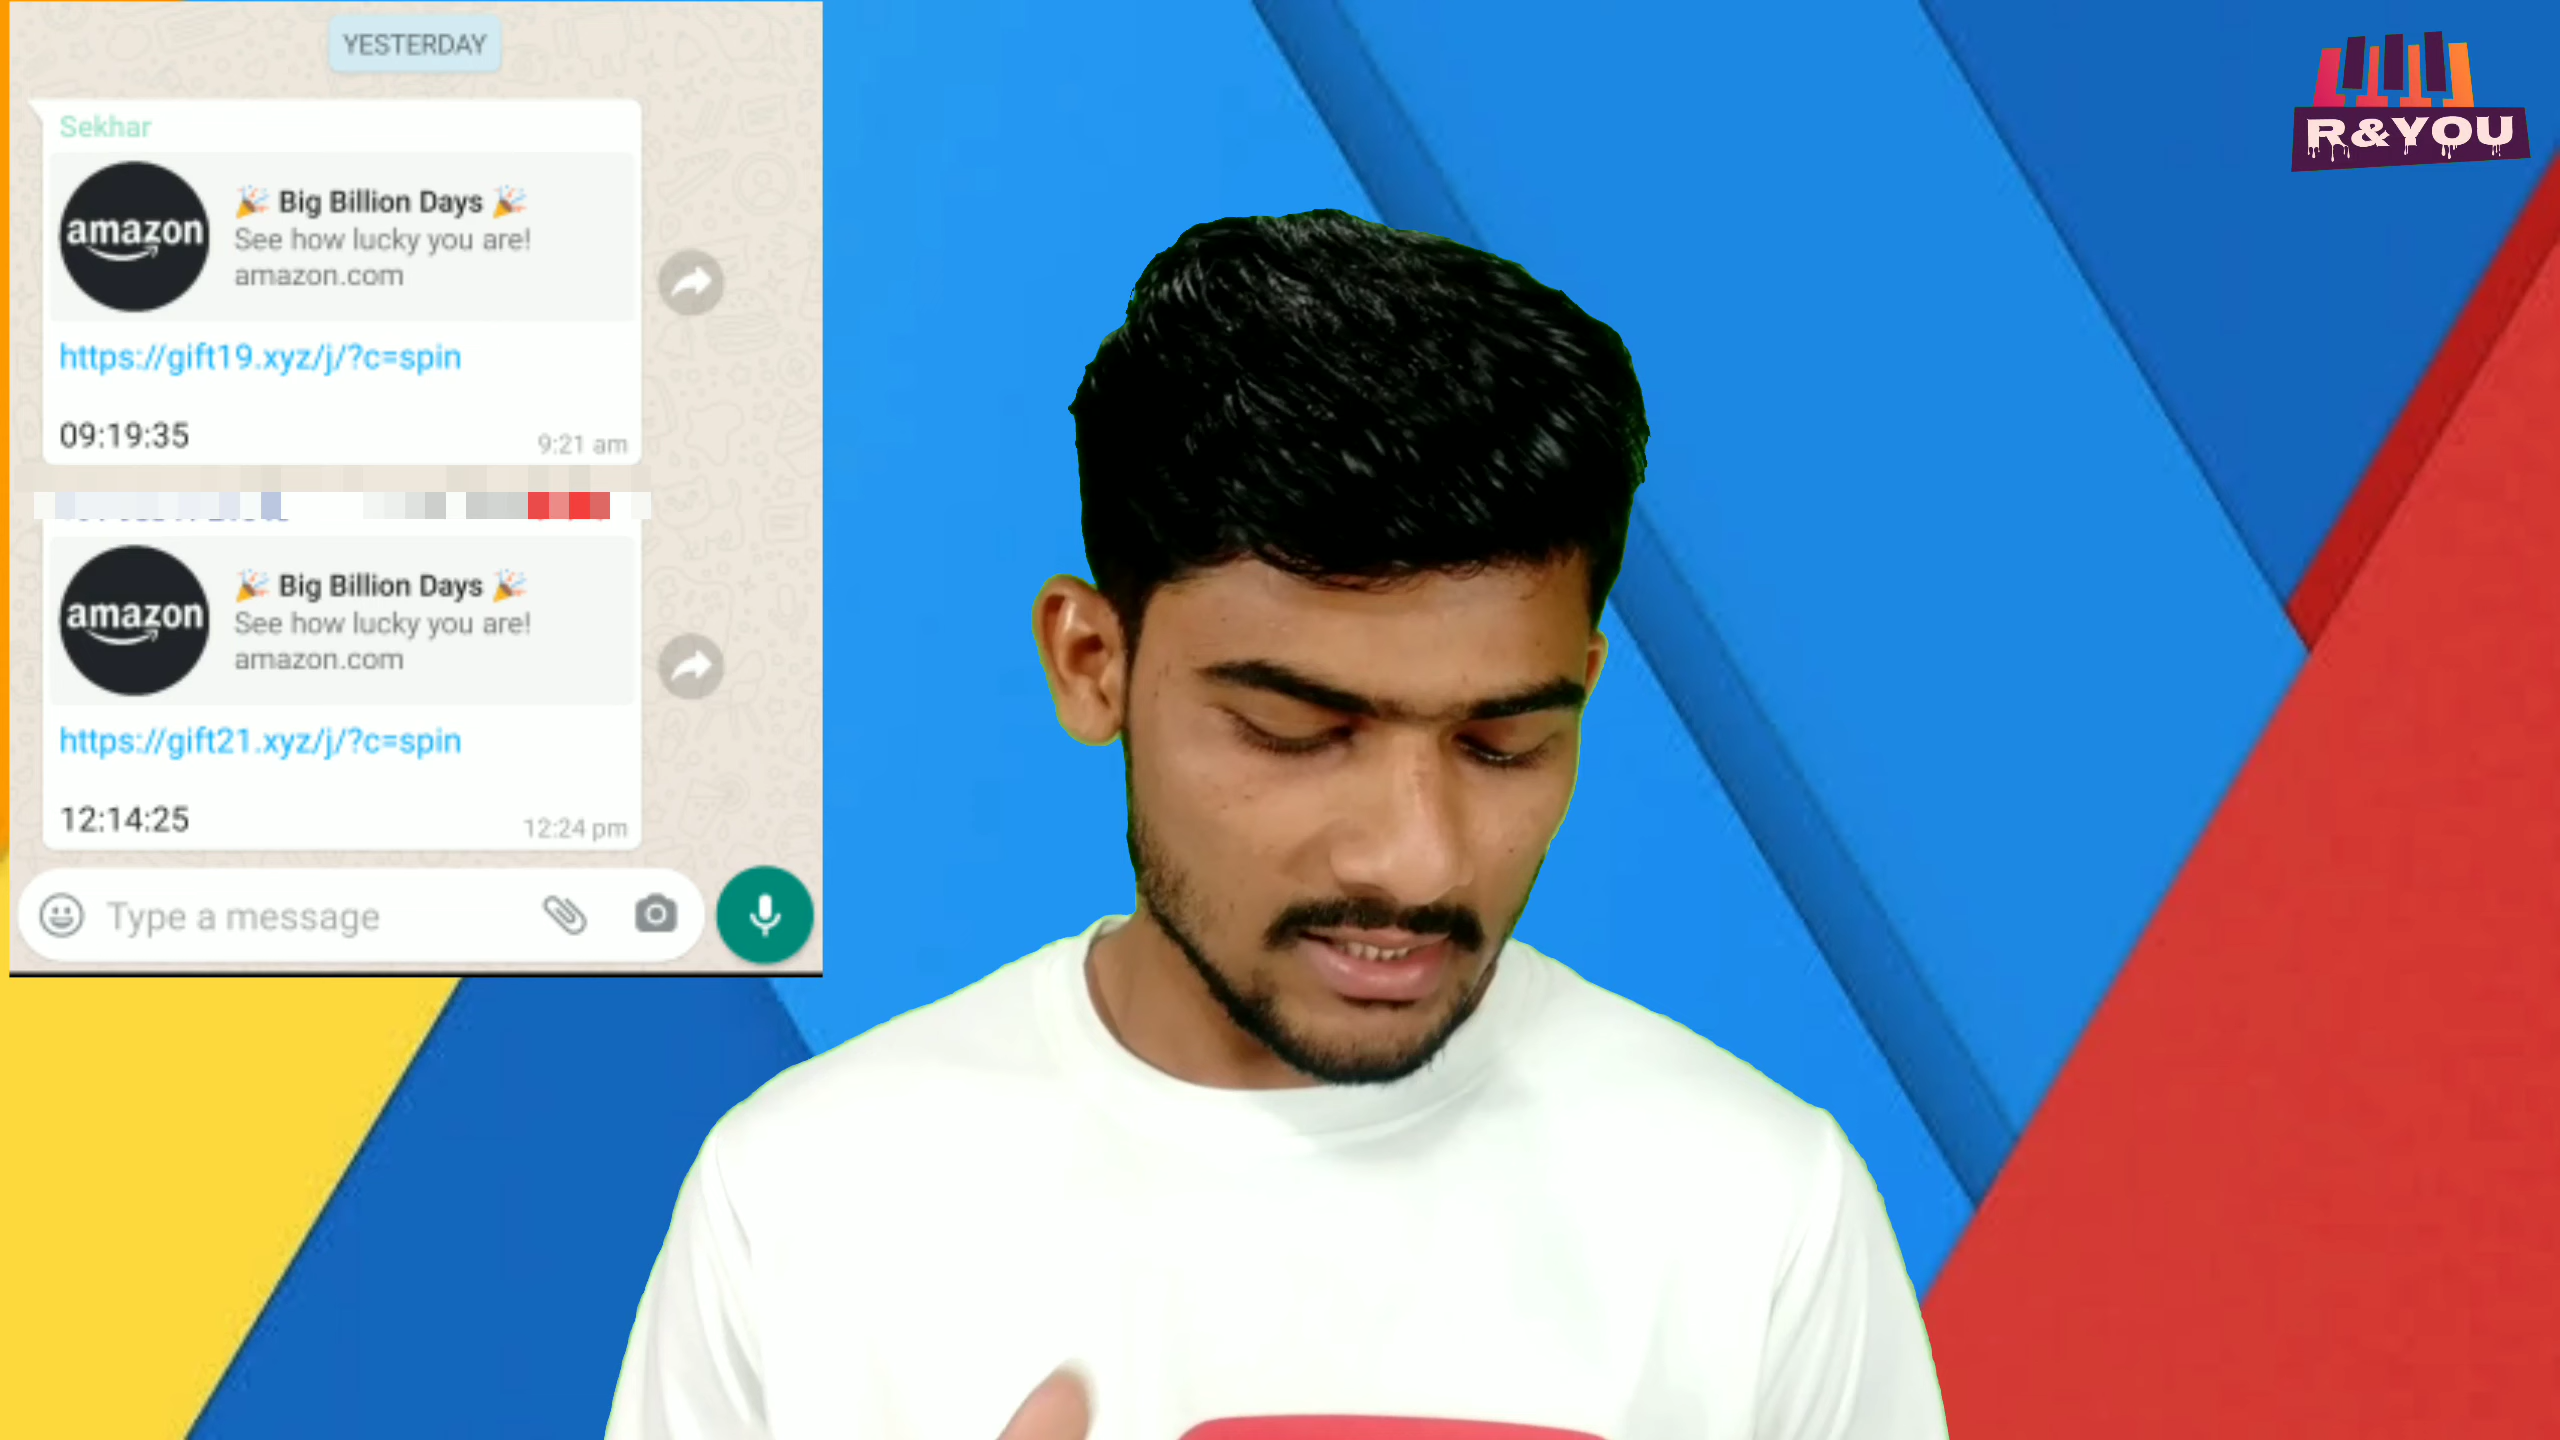 YESTERDAY
Sekhar
amazon
🎉 Big Billion Days 🎉
See how lucky you are!
amazon.com
https://gift19.xyz/j/?c=spin
09:19:35
9:21 am
amazon
🎉 Big Billion Days 🎉
See how lucky you are!
amazon.com
https://gift21.xyz/j/?c=spin
12:14:25
12:24 pm
Type a message
R&YOU